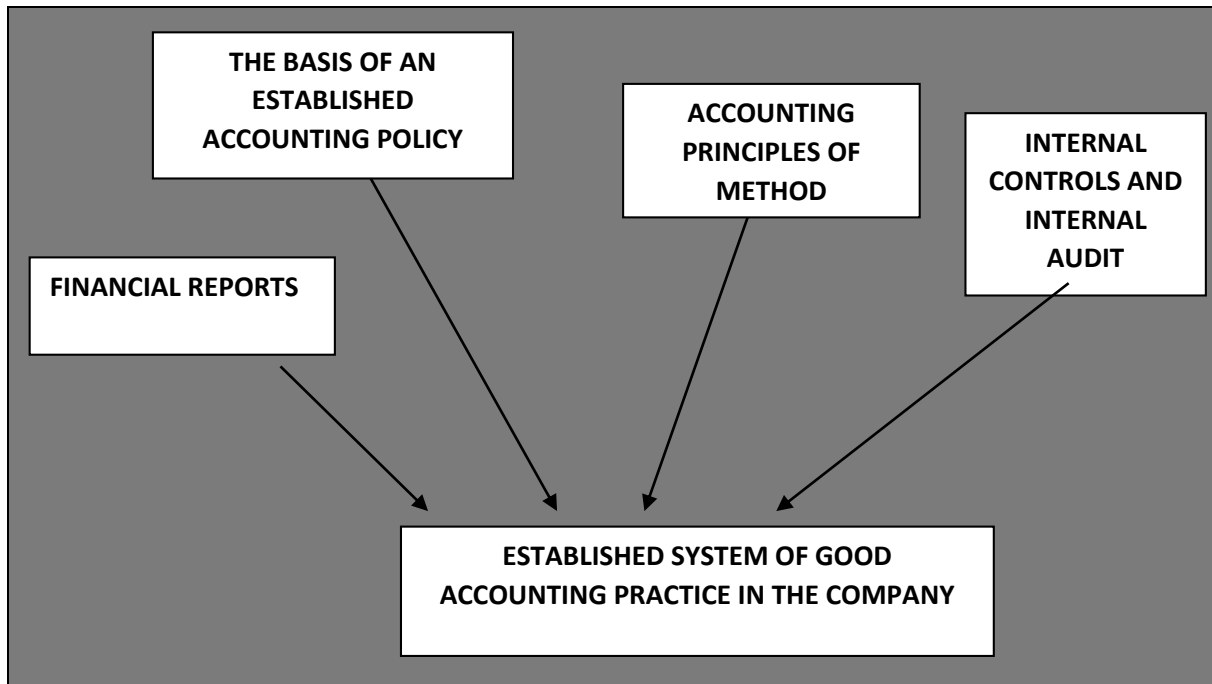 THE BASIS OF AN
ESTABLISHED
ACCOUNTING POLICY
ACCOUNTING
PRINCIPLES OF
METHOD
INTERNAL
CONTROLS AND
INTERNAL
AUDIT
FINANCIAL REPORTS
ESTABLISHED SYSTEM OF GOOD
ACCOUNTING PRACTICE IN THE COMPANY